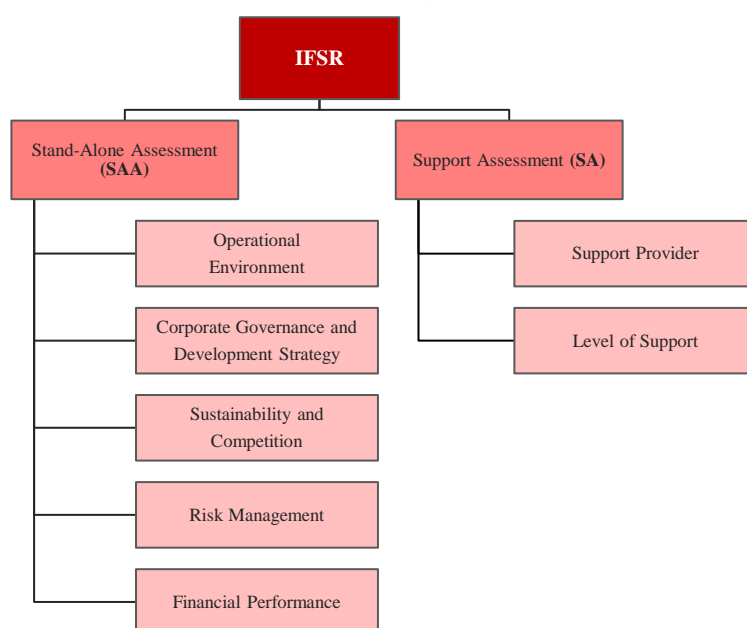 IFSR
Stand-Alone Assessment
(SAA)
Support Assessment (SA)
Operational
Environment
Support Provider
Corporate Governance and
Development Strategy
Level of Support
Sustainability and
Competition
Risk Management
Financial Performance